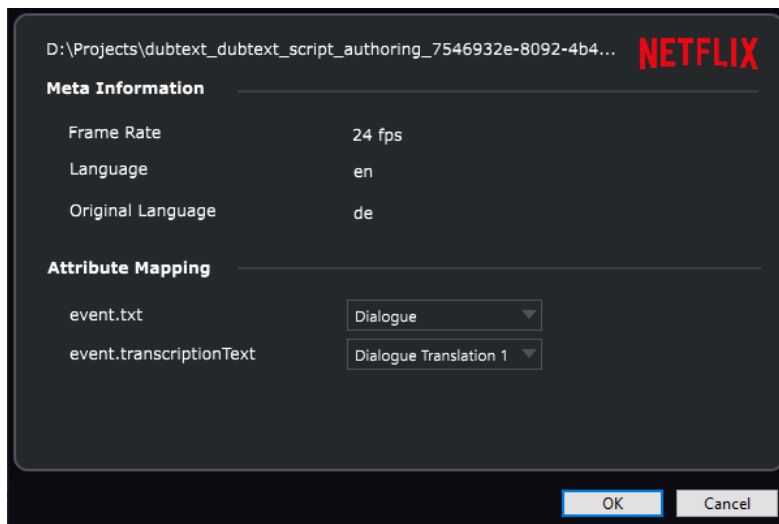 D:\Projects\dubtext_dubtext_script_authoring_7546932e-8092-4b4...
NETFLIX
Meta Information
Frame Rate 24 fps
Language en
Original Language de
Attribute Mapping
event.txt Dialogue
event.transcriptionText Dialogue Translation 1
OK Cancel